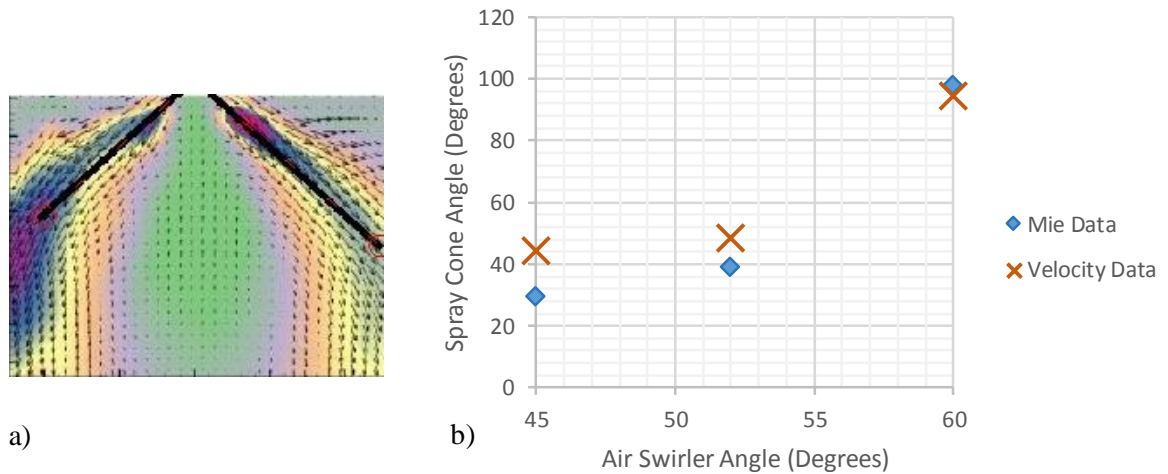 a)
b)
Spray Cone Angle (Degrees)
120
100
80
60
40
20
0
45
50
55
60
Air Swirler Angle (Degrees)
Mie Data
Velocity Data